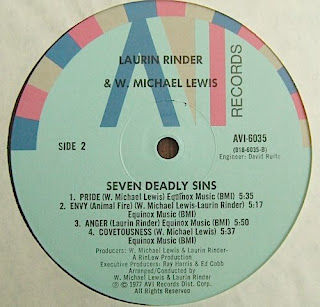 LAURIN RINDER
& W. MICHAEL LEWIS
AVI
RECORDS
SIDE 2
AVI-6035
(018-6035-B)
Engineer: David Ruffo
SEVEN DEADLY SINS
1. PRIDE (W. Michael Lewis) Equinox Music (BMI) 5:35
2. ENVY (Animal Fire) (W. Michael Lewis-Laurin Rinder) 5:17
Equinox Music (BMI)
3. ANGER (Laurin Rinder) Equinox Music (BMI) 5:50
4. COVETOUSNESS (W. Michael Lewis) 5:37
Equinox Music (BMI)
Producers: W. Michael Lewis & Laurin Rinder-
A RinLew Production
Executive Producers: Ray Harris & Ed Cobb
Arranged/Conducted by
W. Michael Lewis & Laurin Rinder
Ⓟ © 1977 AVI Rec. Dist. Corp.
All Rights Reserved